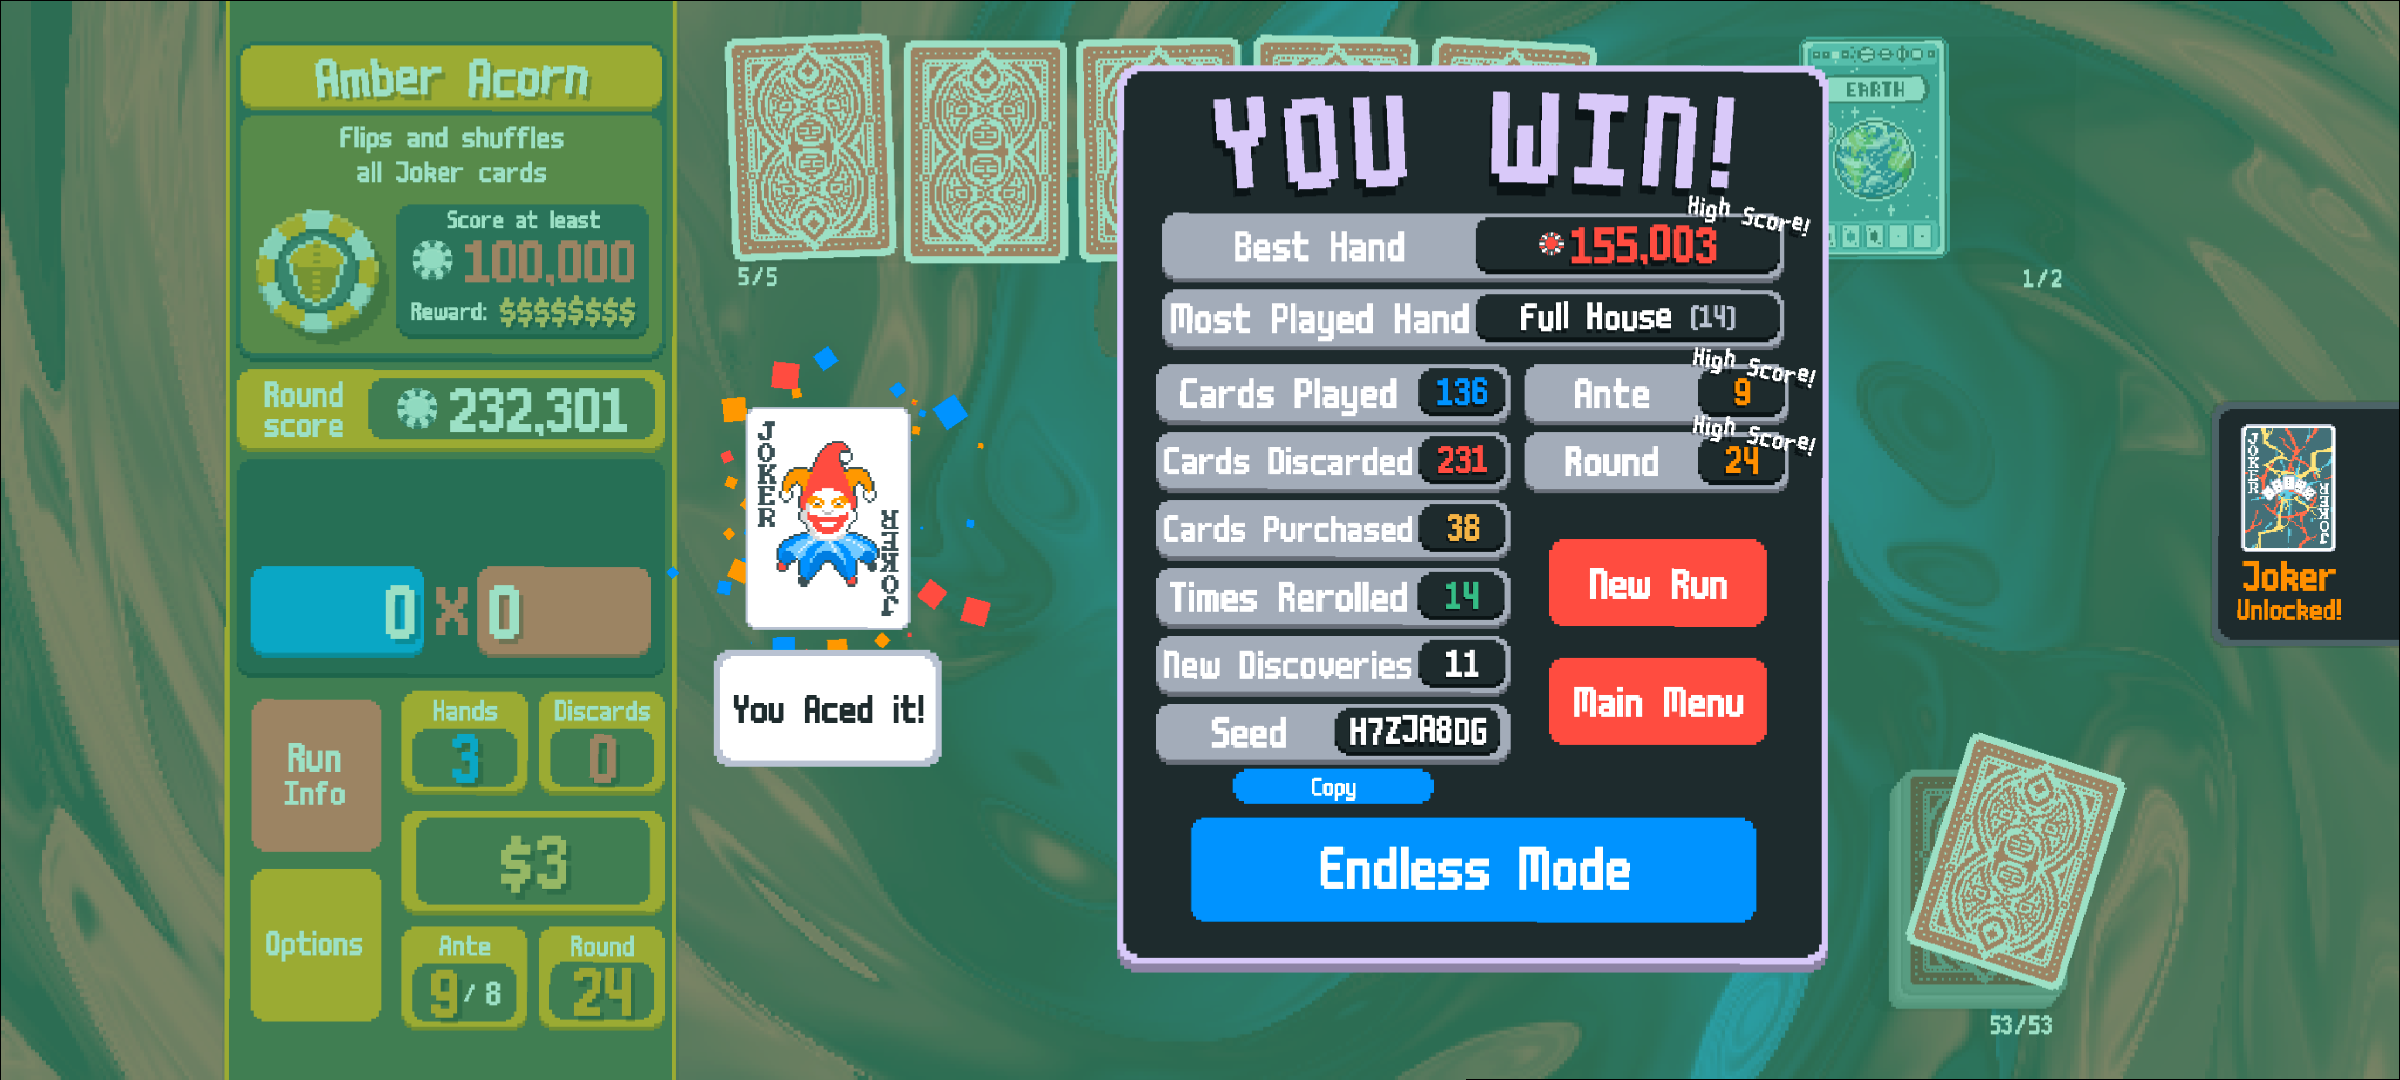 Amber Acorn
Flips and shuffles
all Joker cards
Score at least
100,000
Reward: $$$$$$$$
Round
score
232,301
0 X 0
Run
Info
Hands
3
Discards
0
$3
Options
Ante
9 / 8
Round
24
5/5
JOKER
JOKER
You Aced it!
YOU WIN!
Best Hand
155,003
High Score!
Most Played Hand
Full House (14)
Cards Played
136
Ante
9
High Score!
Cards Discarded
231
Round
24
High Score!
Cards Purchased
38
Times Rerolled
14
New Discoveries
11
Seed
H7ZJA8DG
Copy
New Run
Main Menu
Endless Mode
EARTH
1/2
JOKER
JOKER
Joker
Unlocked!
53/53